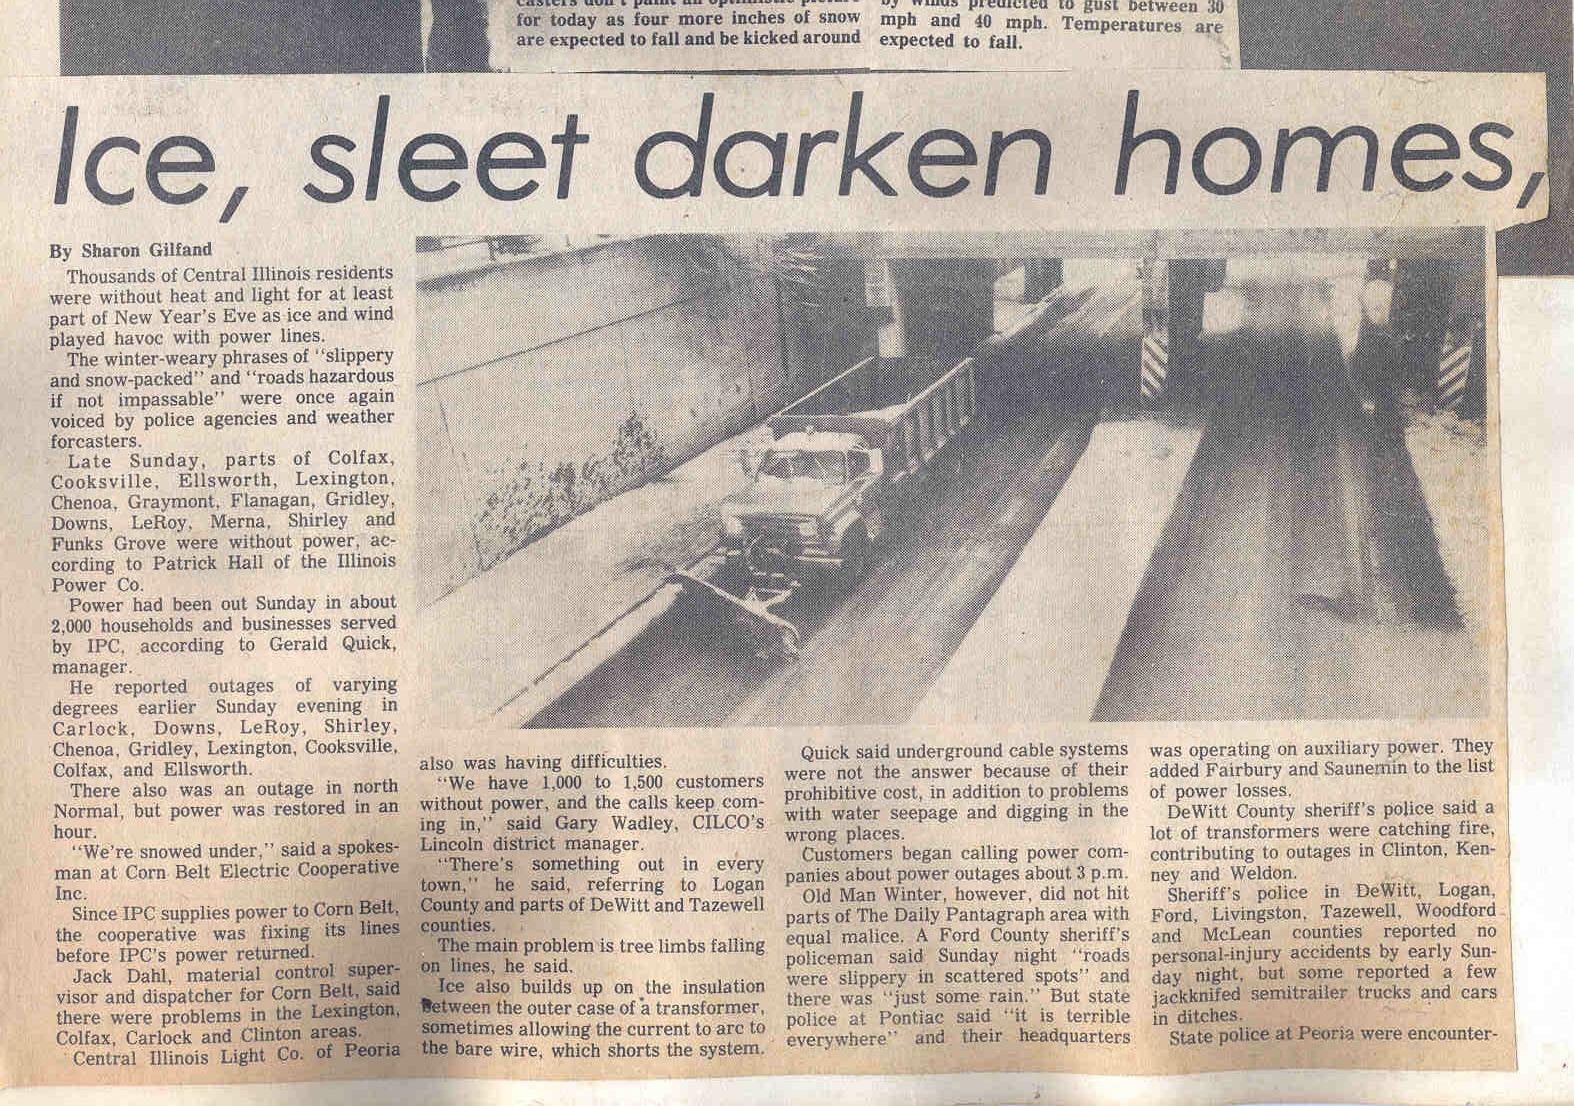 for today as four more inches of snow
are expected to fall and be kicked around
by winds predicted to gust between 30
mph and 40 mph. Temperatures are
expected to fall.
Ice, sleet darken homes,
By Sharon Gilfand
Thousands of Central Illinois residents
were without heat and light for at least
part of New Year's Eve as ice and wind
played havoc with power lines.
The winter-weary phrases of "slippery
and snow-packed" and "roads hazardous
if not impassable" were once again
voiced by police agencies and weather
forcasters.
Late Sunday, parts of Colfax,
Cooksville, Ellsworth, Lexington,
Chenoa, Graymont, Flanagan, Gridley,
Downs, LeRoy, Merna, Shirley and
Funks Grove were without power, ac-
cording to Patrick Hall of the Illinois
Power Co.
Power had been out Sunday in about
2,000 households and businesses served
by IPC, according to Gerald Quick,
manager.
He reported outages of varying
degrees earlier Sunday evening in
Carlock, Downs, LeRoy, Shirley,
Chenoa, Gridley, Lexington, Cooksville,
Colfax, and Ellsworth.
There also was an outage in north
Normal, but power was restored in an
hour.
"We're snowed under," said a spokes-
man at Corn Belt Electric Cooperative
Inc.
Since IPC supplies power to Corn Belt,
the cooperative was fixing its lines
before IPC's power returned.
Jack Dahl, material control super-
visor and dispatcher for Corn Belt, said
there were problems in the Lexington,
Colfax, Carlock and Clinton areas.
Central Illinois Light Co. of Peoria
also was having difficulties.
"We have 1,000 to 1,500 customers
without power, and the calls keep com-
ing in," said Gary Wadley, CILCO's
Lincoln district manager.
"There's something out in every
town," he said, referring to Logan
County and parts of DeWitt and Tazewell
counties.
The main problem is tree limbs falling
on lines, he said.
Ice also builds up on the insulation
between the outer case of a transformer,
sometimes allowing the current to arc to
the bare wire, which shorts the system.
Quick said underground cable systems
were not the answer because of their
prohibitive cost, in addition to problems
with water seepage and digging in the
wrong places.
Customers began calling power com-
panies about power outages about 3 p.m.
Old Man Winter, however, did not hit
parts of The Daily Pantagraph area with
equal malice. A Ford County sheriff's
policeman said Sunday night "roads
were slippery in scattered spots" and
there was "just some rain." But state
police at Pontiac said "it is terrible
everywhere" and their headquarters
was operating on auxiliary power. They
added Fairbury and Saunemin to the list
of power losses.
DeWitt County sheriff's police said a
lot of transformers were catching fire,
contributing to outages in Clinton, Ken-
ney and Weldon.
Sheriff's police in DeWitt, Logan,
Ford, Livingston, Tazewell, Woodford
and McLean counties reported no
personal-injury accidents by early Sun-
day night, but some reported a few
jackknifed semitrailer trucks and cars
in ditches.
State police at Peoria were encounter-